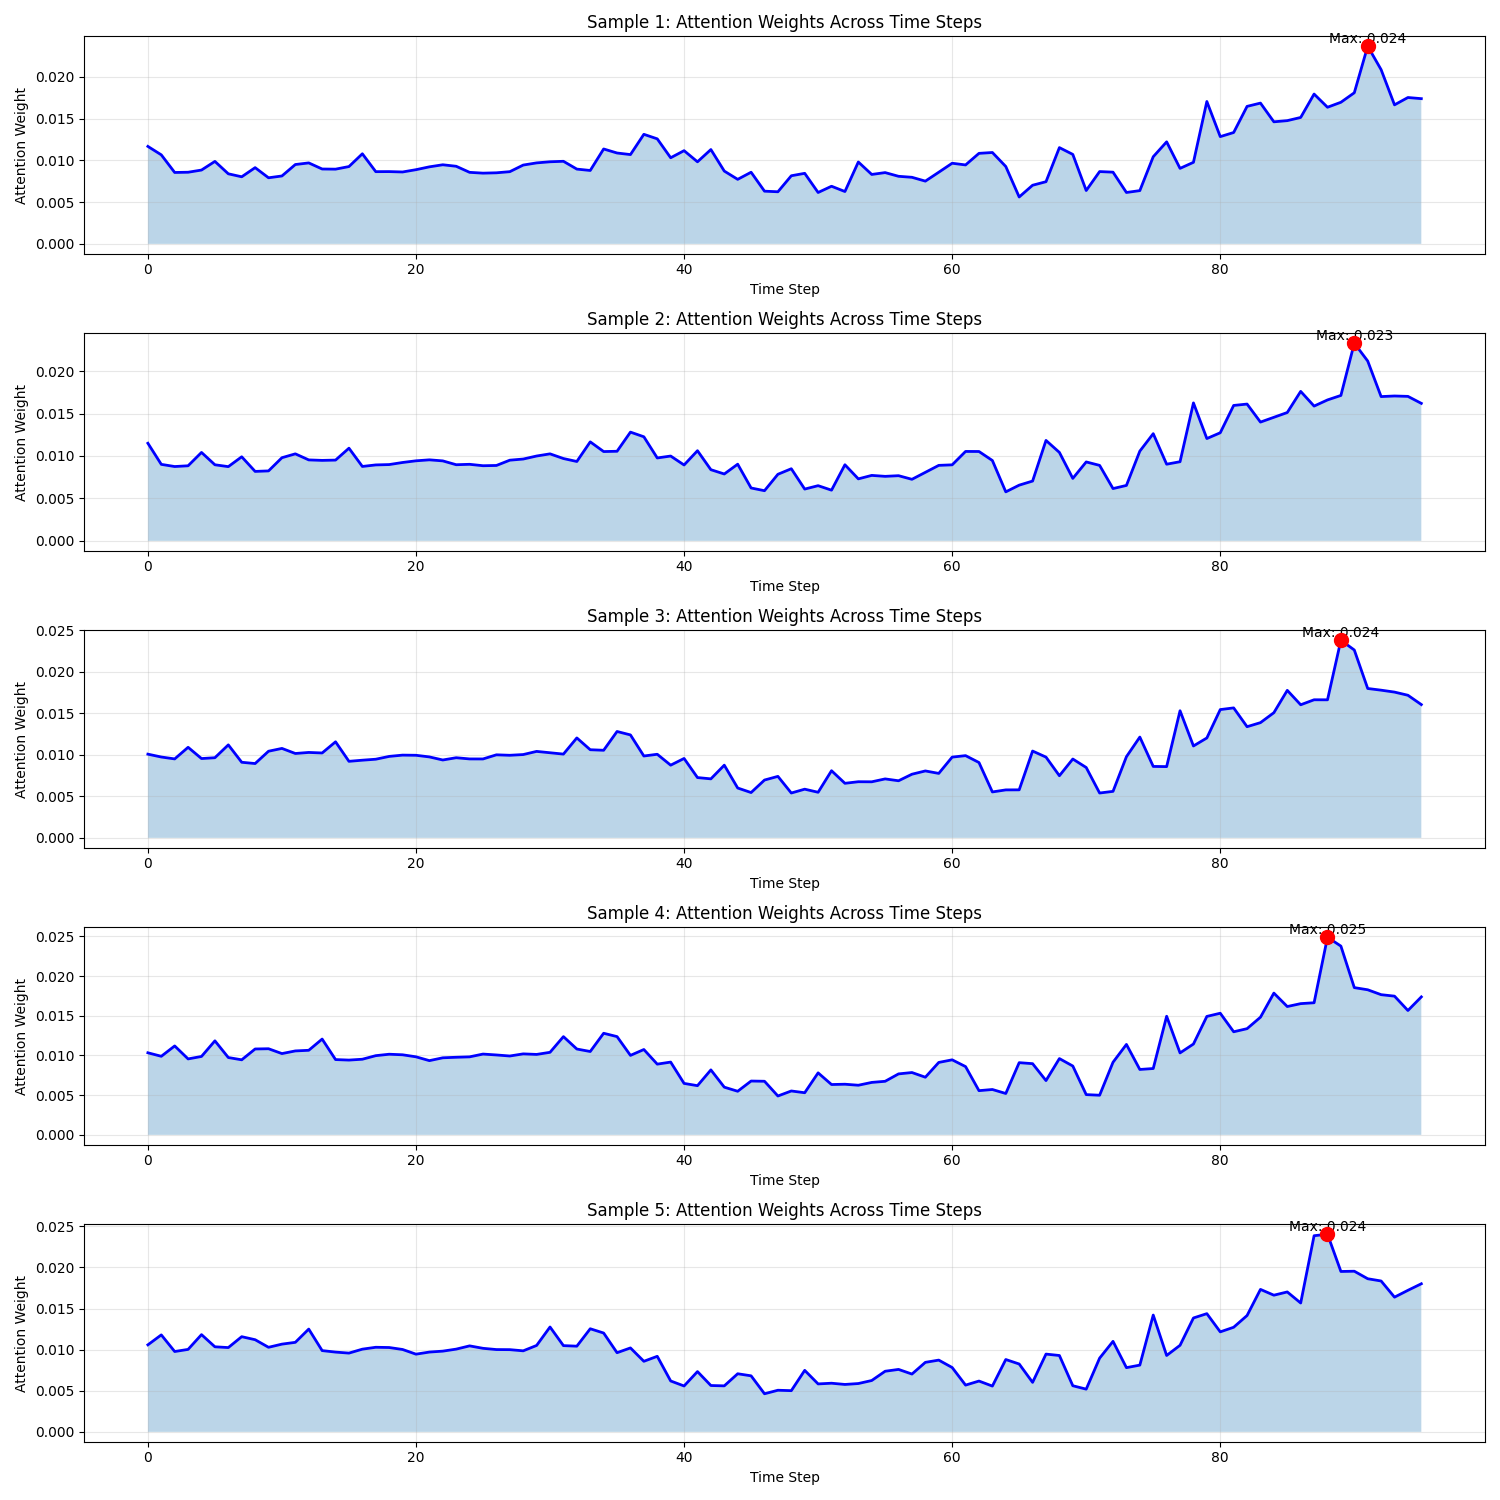 Sample 1: Attention Weights Across Time Steps
Max: 0.024
Attention Weight
0.020
0.015
0.010
0.005
0.000
0 20 40 60 80
Time Step
Sample 2: Attention Weights Across Time Steps
Max: 0.023
Attention Weight
0.020
0.015
0.010
0.005
0.000
0 20 40 60 80
Time Step
Sample 3: Attention Weights Across Time Steps
Max: 0.024
Attention Weight
0.025
0.020
0.015
0.010
0.005
0.000
0 20 40 60 80
Time Step
Sample 4: Attention Weights Across Time Steps
Max: 0.025
Attention Weight
0.025
0.020
0.015
0.010
0.005
0.000
0 20 40 60 80
Time Step
Sample 5: Attention Weights Across Time Steps
Max: 0.024
Attention Weight
0.025
0.020
0.015
0.010
0.005
0.000
0 20 40 60 80
Time Step